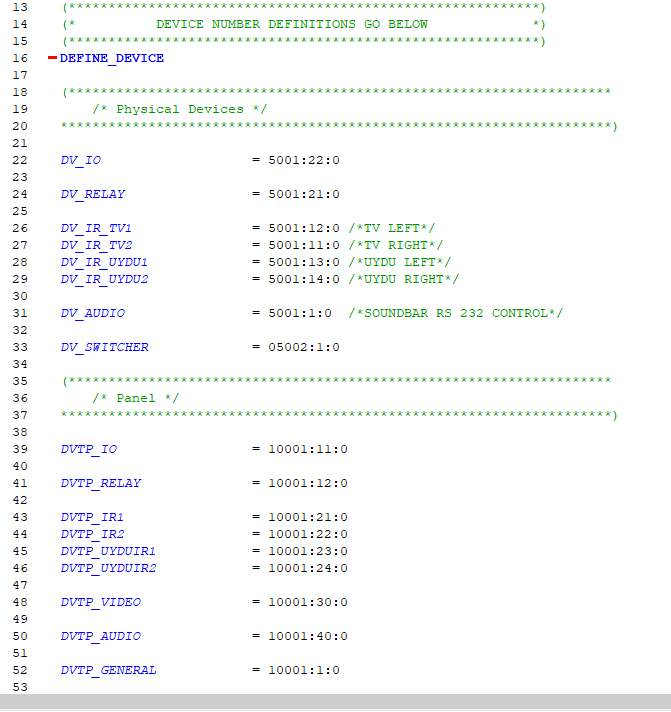 13 (***********************************************************)
14 (* DEVICE NUMBER DEFINITIONS GO BELOW *)
15 (***********************************************************)
16 DEFINE_DEVICE
17
18 (********************************************************************
19 /* Physical Devices */
20 *********************************************************************)
21
22 DV_IO = 5001:22:0
23
24 DV_RELAY = 5001:21:0
25
26 DV_IR_TV1 = 5001:12:0 /*TV LEFT*/
27 DV_IR_TV2 = 5001:11:0 /*TV RIGHT*/
28 DV_IR_UYDU1 = 5001:13:0 /*UYDU LEFT*/
29 DV_IR_UYDU2 = 5001:14:0 /*UYDU RIGHT*/
30
31 DV_AUDIO = 5001:1:0 /*SOUNDBAR RS 232 CONTROL*/
32
33 DV_SWITCHER = 05002:1:0
34
35 (********************************************************************
36 /* Panel */
37 *********************************************************************)
38
39 DVTP_IO = 10001:11:0
40
41 DVTP_RELAY = 10001:12:0
42
43 DVTP_IR1 = 10001:21:0
44 DVTP_IR2 = 10001:22:0
45 DVTP_UYDUIR1 = 10001:23:0
46 DVTP_UYDUIR2 = 10001:24:0
47
48 DVTP_VIDEO = 10001:30:0
49
50 DVTP_AUDIO = 10001:40:0
51
52 DVTP_GENERAL = 10001:1:0
53